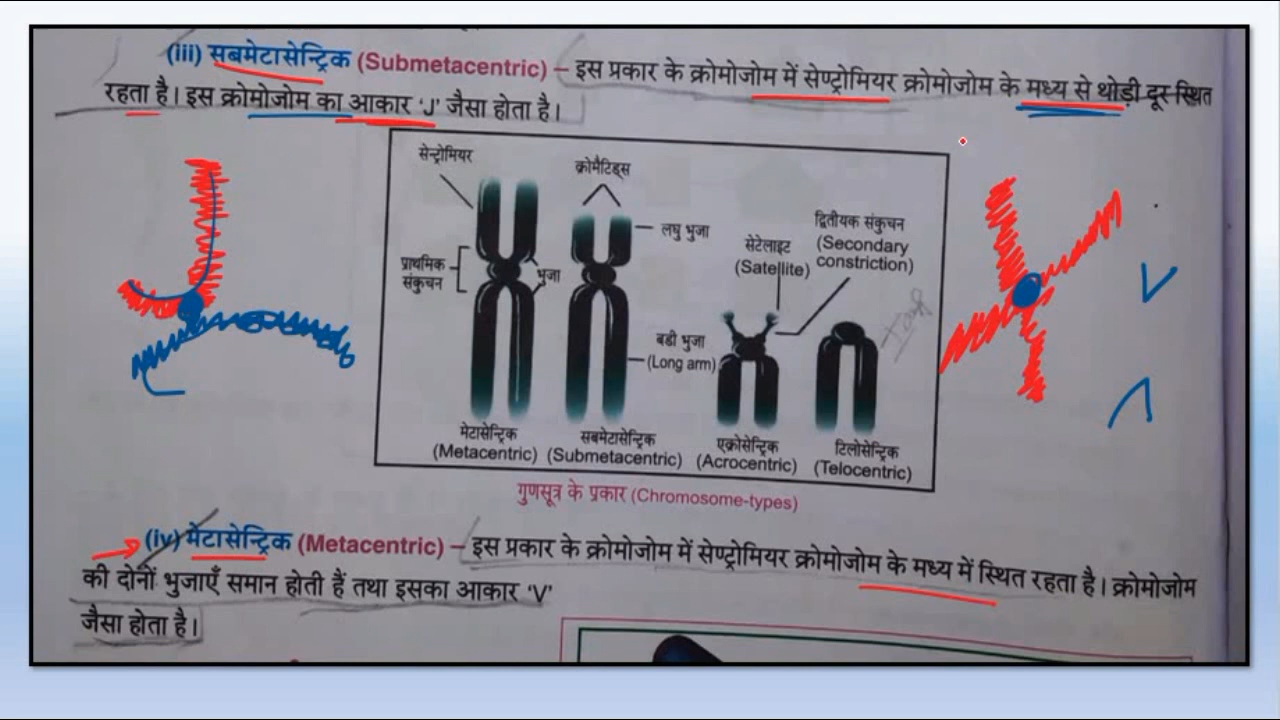 (iii) सबमेटासेन्ट्रिक (Submetacentric) – इस प्रकार के क्रोमोजोम में सेण्ट्रोमियर क्रोमोजोम के मध्य से थोड़ी दूर स्थित
रहता है। इस क्रोमोजोम का आकार ‘J’ जैसा होता है।
सेन्ट्रोमियर
क्रोमैटिड्स
लघु भुजा
द्वितीयक संकुचन
(Secondary
constriction)
सेटेलाइट
(Satellite)
प्राथमिक
संकुचन
भुजा
बडी भुजा
(Long arm)
मेटासेन्ट्रिक
(Metacentric)
सबमेटासेन्ट्रिक
(Submetacentric)
एक्रोसेन्ट्रिक
(Acrocentric)
टिलोसेन्ट्रिक
(Telocentric)
गुणसूत्र के प्रकार (Chromosome-types)
(iv) मेटासेन्ट्रिक (Metacentric) – इस प्रकार के क्रोमोजोम में सेण्ट्रोमियर क्रोमोजोम के मध्य में स्थित रहता है। क्रोमोजोम
की दोनों भुजाएँ समान होती हैं तथा इसका आकार ‘V’
जैसा होता है।